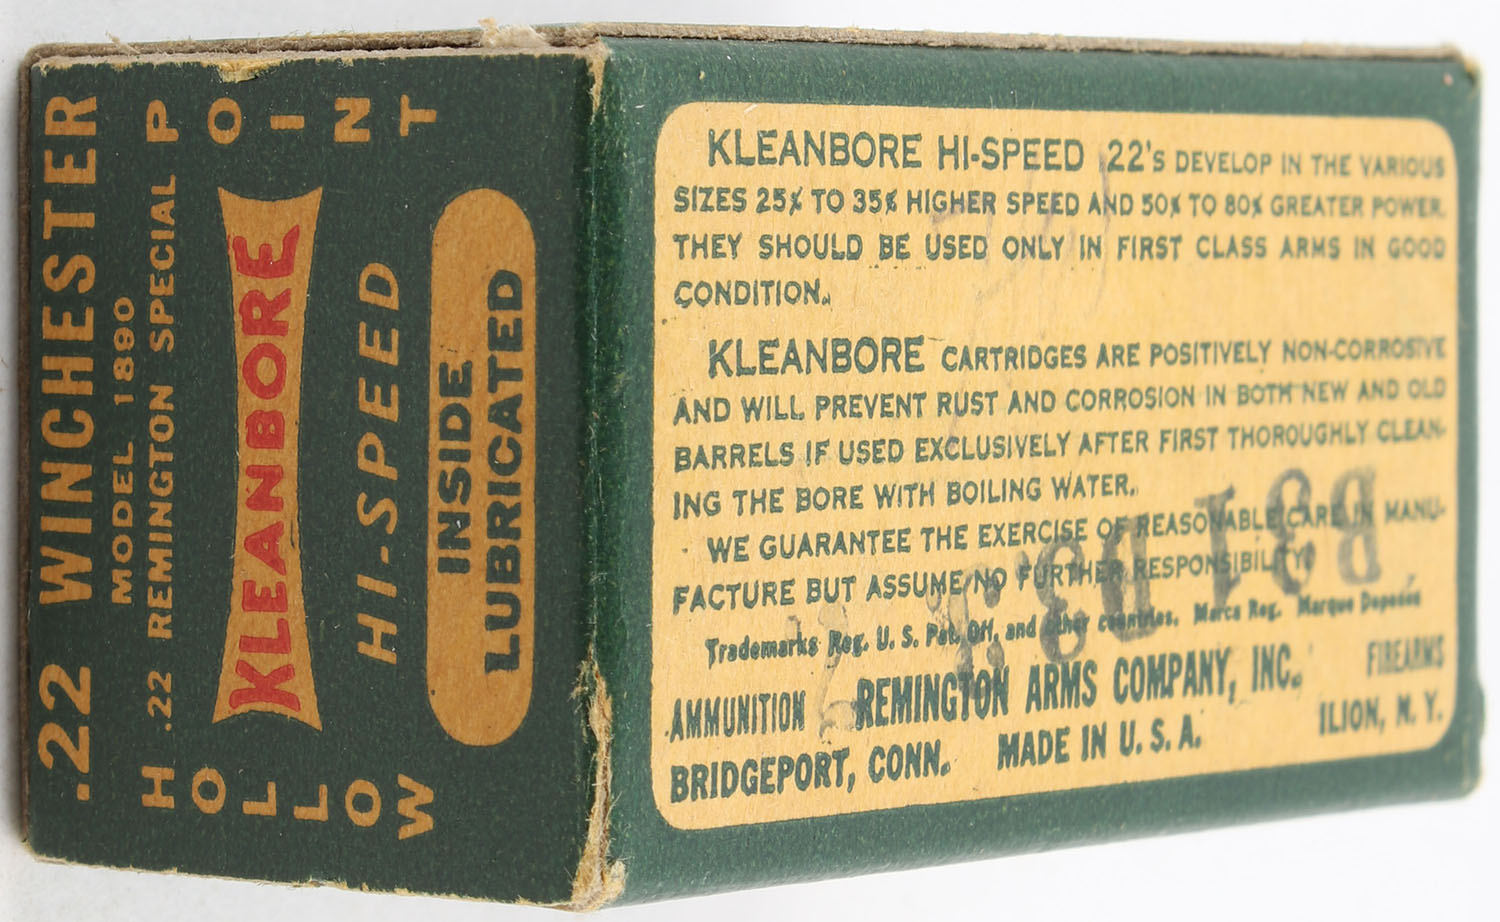 .22 WINCHESTER
MODEL 1890
.22 REMINGTON SPECIAL
HOLLOW
POINT
KLEANBORE
HI-SPEED
INSIDE
LUBRICATED
KLEANBORE HI-SPEED .22's DEVELOP IN THE VARIOUS
SIZES 25% TO 35% HIGHER SPEED AND 50% TO 80% GREATER POWER.
THEY SHOULD BE USED ONLY IN FIRST CLASS ARMS IN GOOD
CONDITION.
KLEANBORE CARTRIDGES ARE POSITIVELY NON-CORROSIVE
AND WILL PREVENT RUST AND CORROSION IN BOTH NEW AND OLD
BARRELS IF USED EXCLUSIVELY AFTER FIRST THOROUGHLY CLEAN-
ING THE BORE WITH BOILING WATER.
WE GUARANTEE THE EXERCISE OF REASONABLE CARE IN MANU-
FACTURE BUT ASSUME NO FURTHER RESPONSIBILITY.
Trademarks Reg. U. S. Pat. Off. and other countries. Marca Reg. Marque Deposée
AMMUNITION REMINGTON ARMS COMPANY, INC. FIREARMS
BRIDGEPORT, CONN. MADE IN U. S. A. ILION, N. Y.